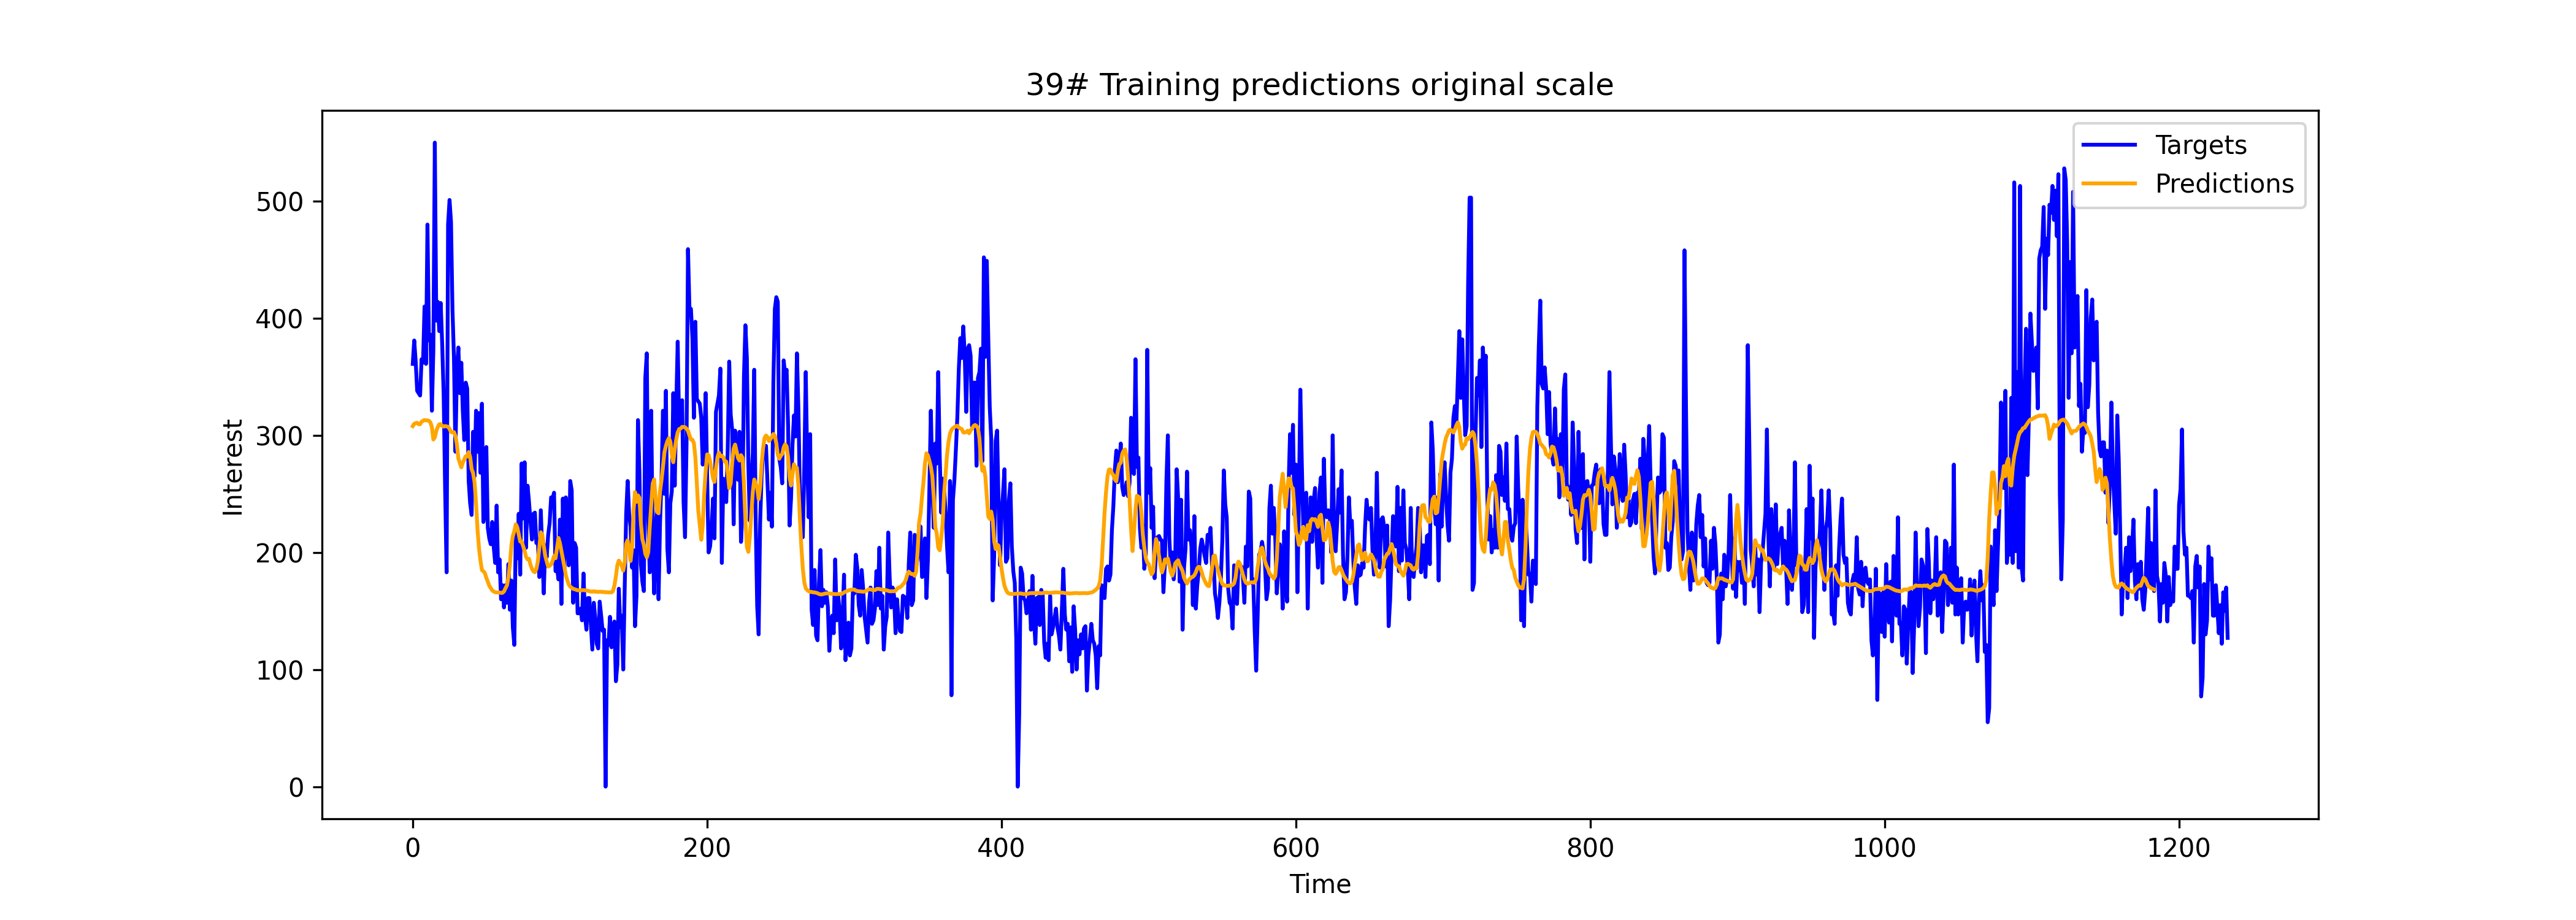 39# Training predictions original scale
Targets
Predictions
500
400
300
200
100
0
Interest
0 200 400 600 800 1000 1200
Time